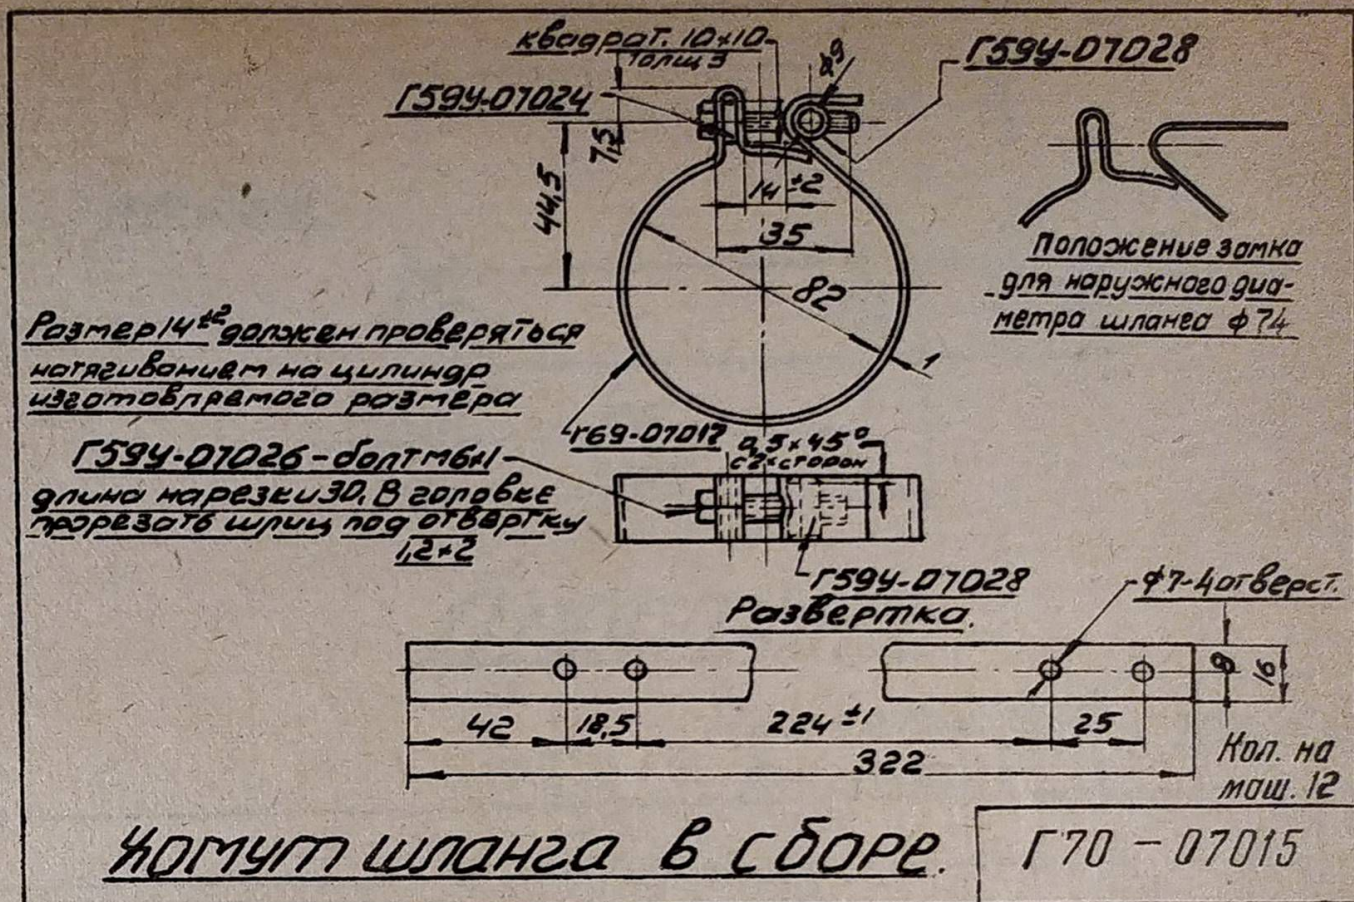 квадрат. 10×10
толщ 3
Г59У-07028
Г59У-07024
7,5
44,5
14 ±2
35
82
1
Положение замка
для наружного диа-
метра шланга ф 74
Размер 14 ±2 должен проверяться
натягиванием на цилиндр
изготовляемого размера
Г69-07017
0,5×45°
с 2х сторон
Г59У-07026-болт М6×1
длина нарезки 30. В головке
прорезать шлиц под отвертку
1,2×2
Г59У-07028
Развертка.
ф7-4 отверст.
8
16
42
18,5
224 ±1
25
322
Кол. на
маш. 12
Хомут шланга в сборе.
Г70-07015